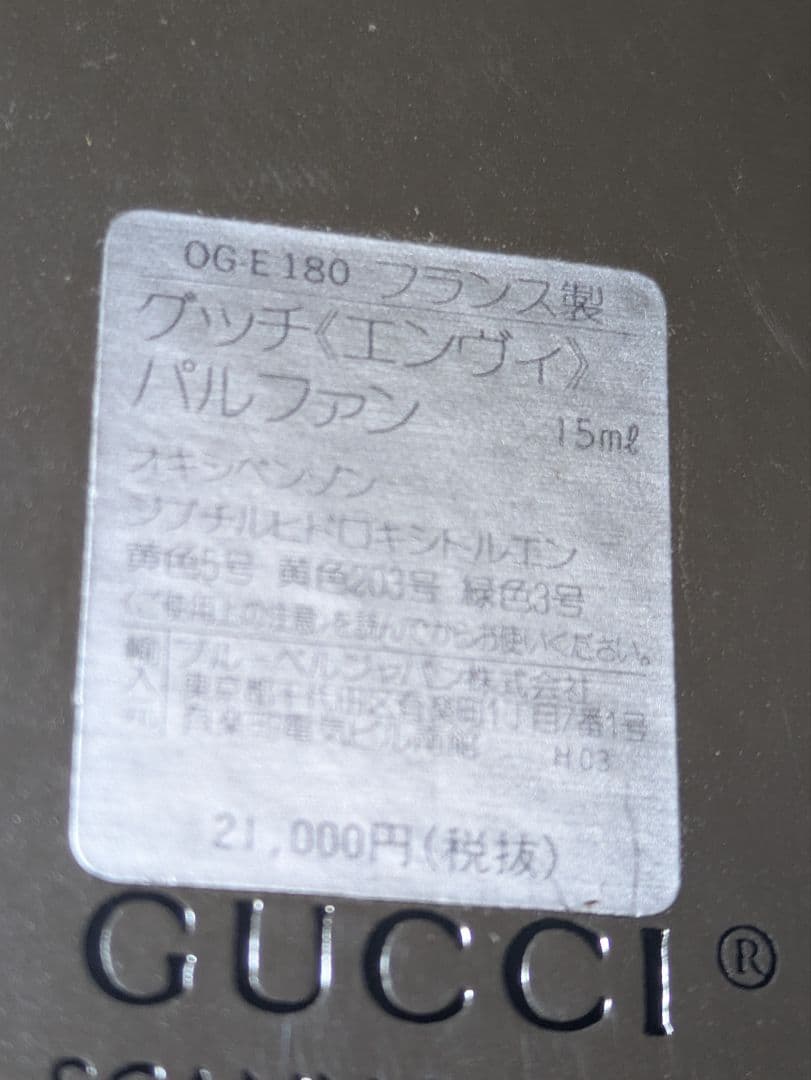 OG-E 180 フランス製
グッチ《エンヴィ》
パルファン 15mℓ
オキシベンゾン
ジブチルヒドロキシトルエン
黄色5号 黄色203号 緑色3号
〈ご使用上の注意〉を読んでからお使いください。
輸入元 ブルーベルジャパン株式会社
東京都千代田区有楽町1丁目7番1号
有楽町電気ビル南館 H03
21,000円(税抜)
GUCCI®